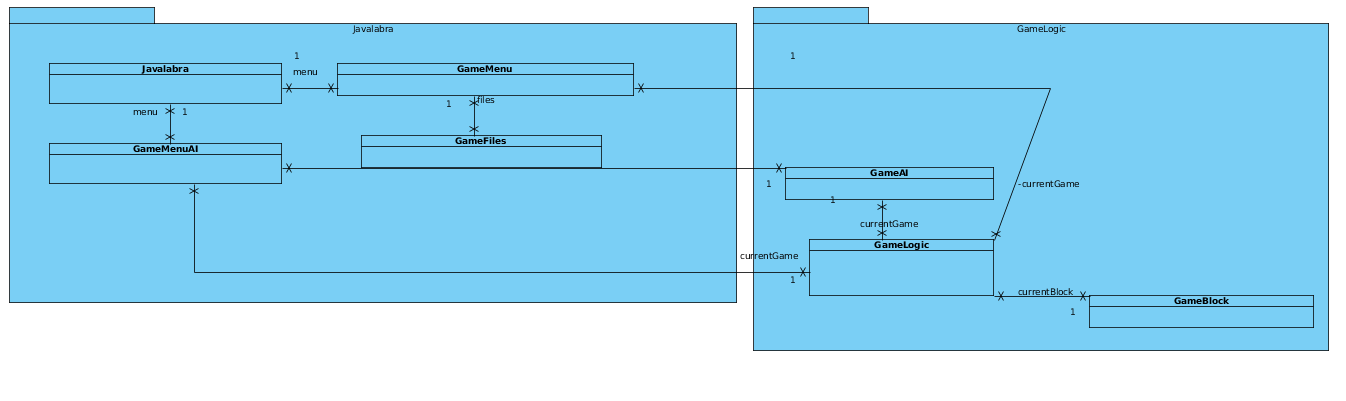 Javalabra
GameLogic
1
1
Javalabra
menu
GameMenu
menu
1
1
files
GameMenuAI
GameFiles
GameAI
1
-currentGame
1
currentGame
GameLogic
currentGame
1
currentBlock
GameBlock
1